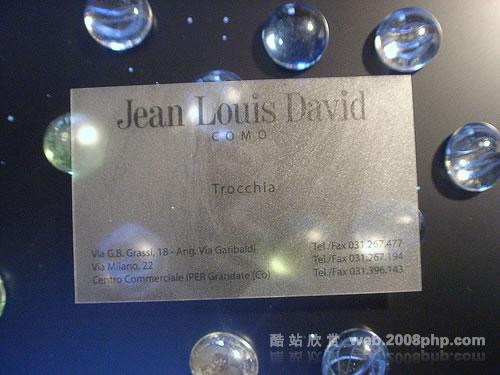 Jean Louis David
COMO
Trocchia
Via G.B. Grassi, 18 - Ang. Via Garibaldi
Via Milano, 22
Centro Commerciale IPER Grandate (Co)
Tel./Fax 031.267.477
Tel./Fax 031.267.194
Tel./Fax 031.396.143
酷站欣赏 web.2008php.com